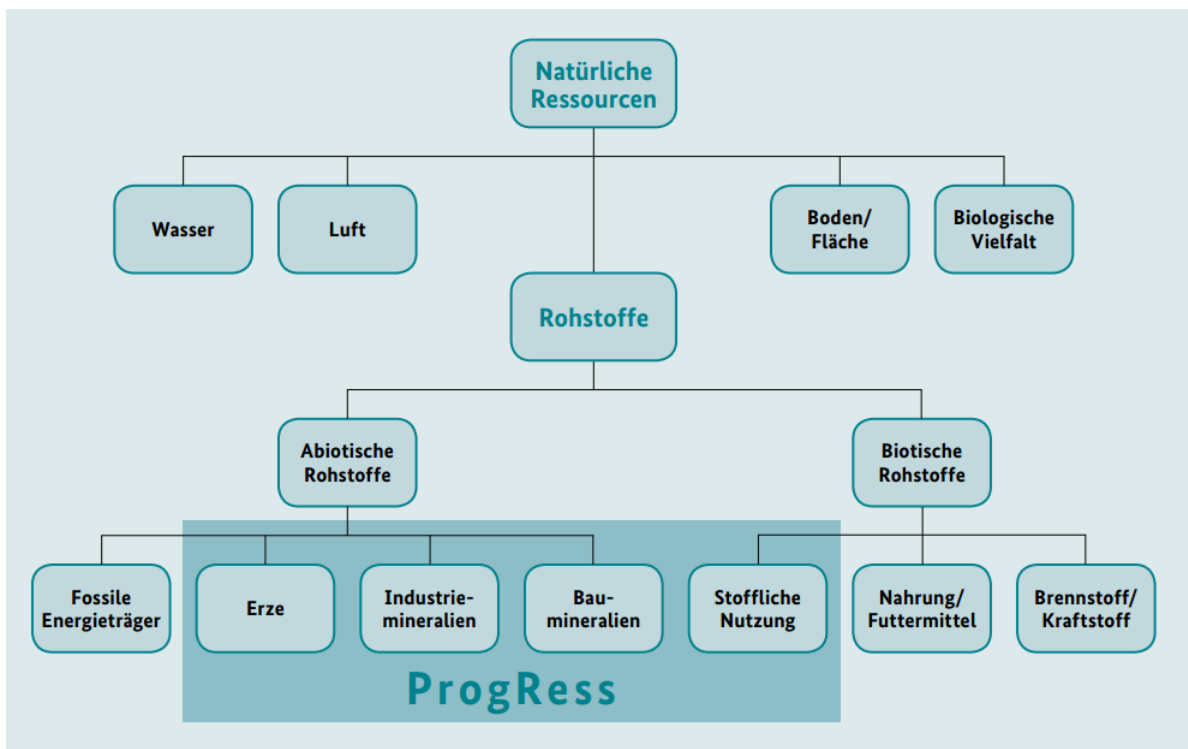 Natürliche
Ressourcen
Wasser
Luft
Boden/
Fläche
Biologische
Vielfalt
Rohstoffe
Abiotische
Rohstoffe
Biotische
Rohstoffe
Fossile
Energieträger
Erze
Industrie-
mineralien
Bau-
mineralien
Stoffliche
Nutzung
Nahrung/
Futtermittel
Brennstoff/
Kraftstoff
ProgRess